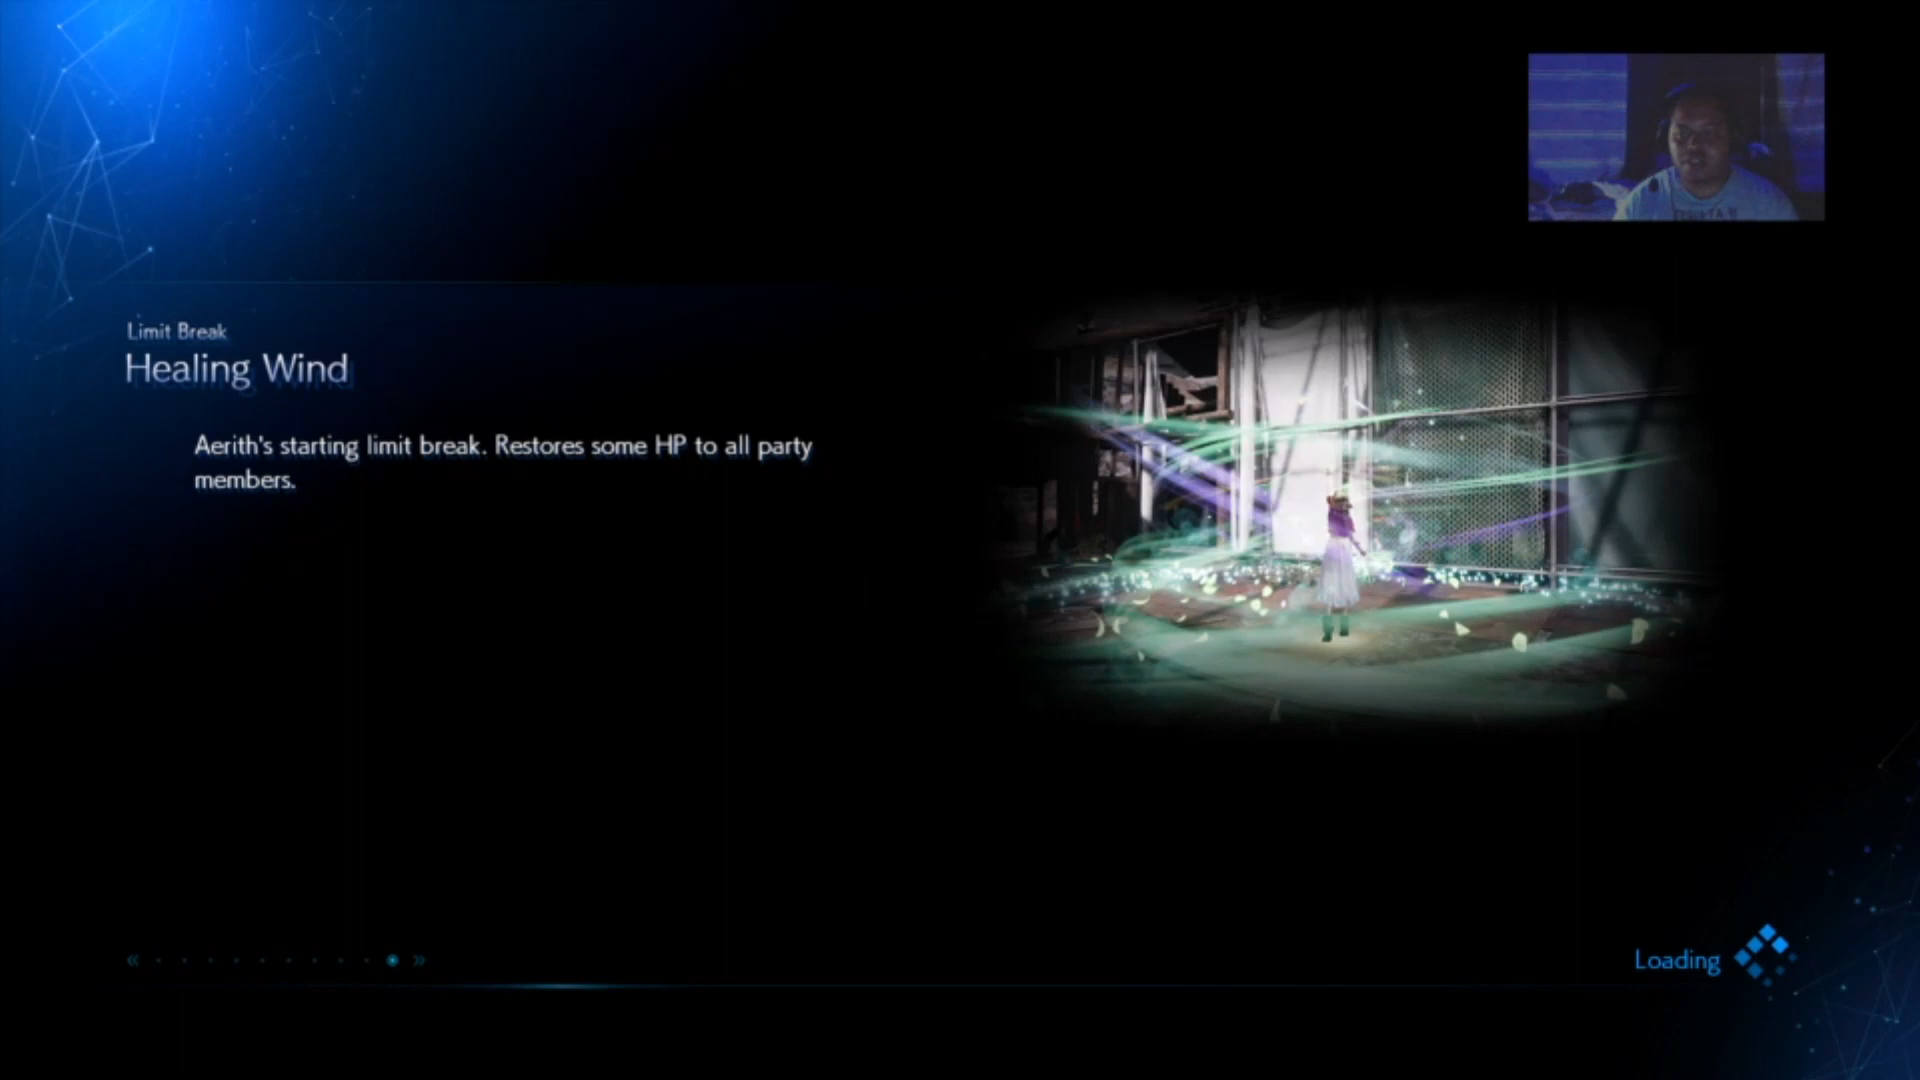 Limit Break
Healing Wind
Aerith's starting limit break. Restores some HP to all party
members.
Loading